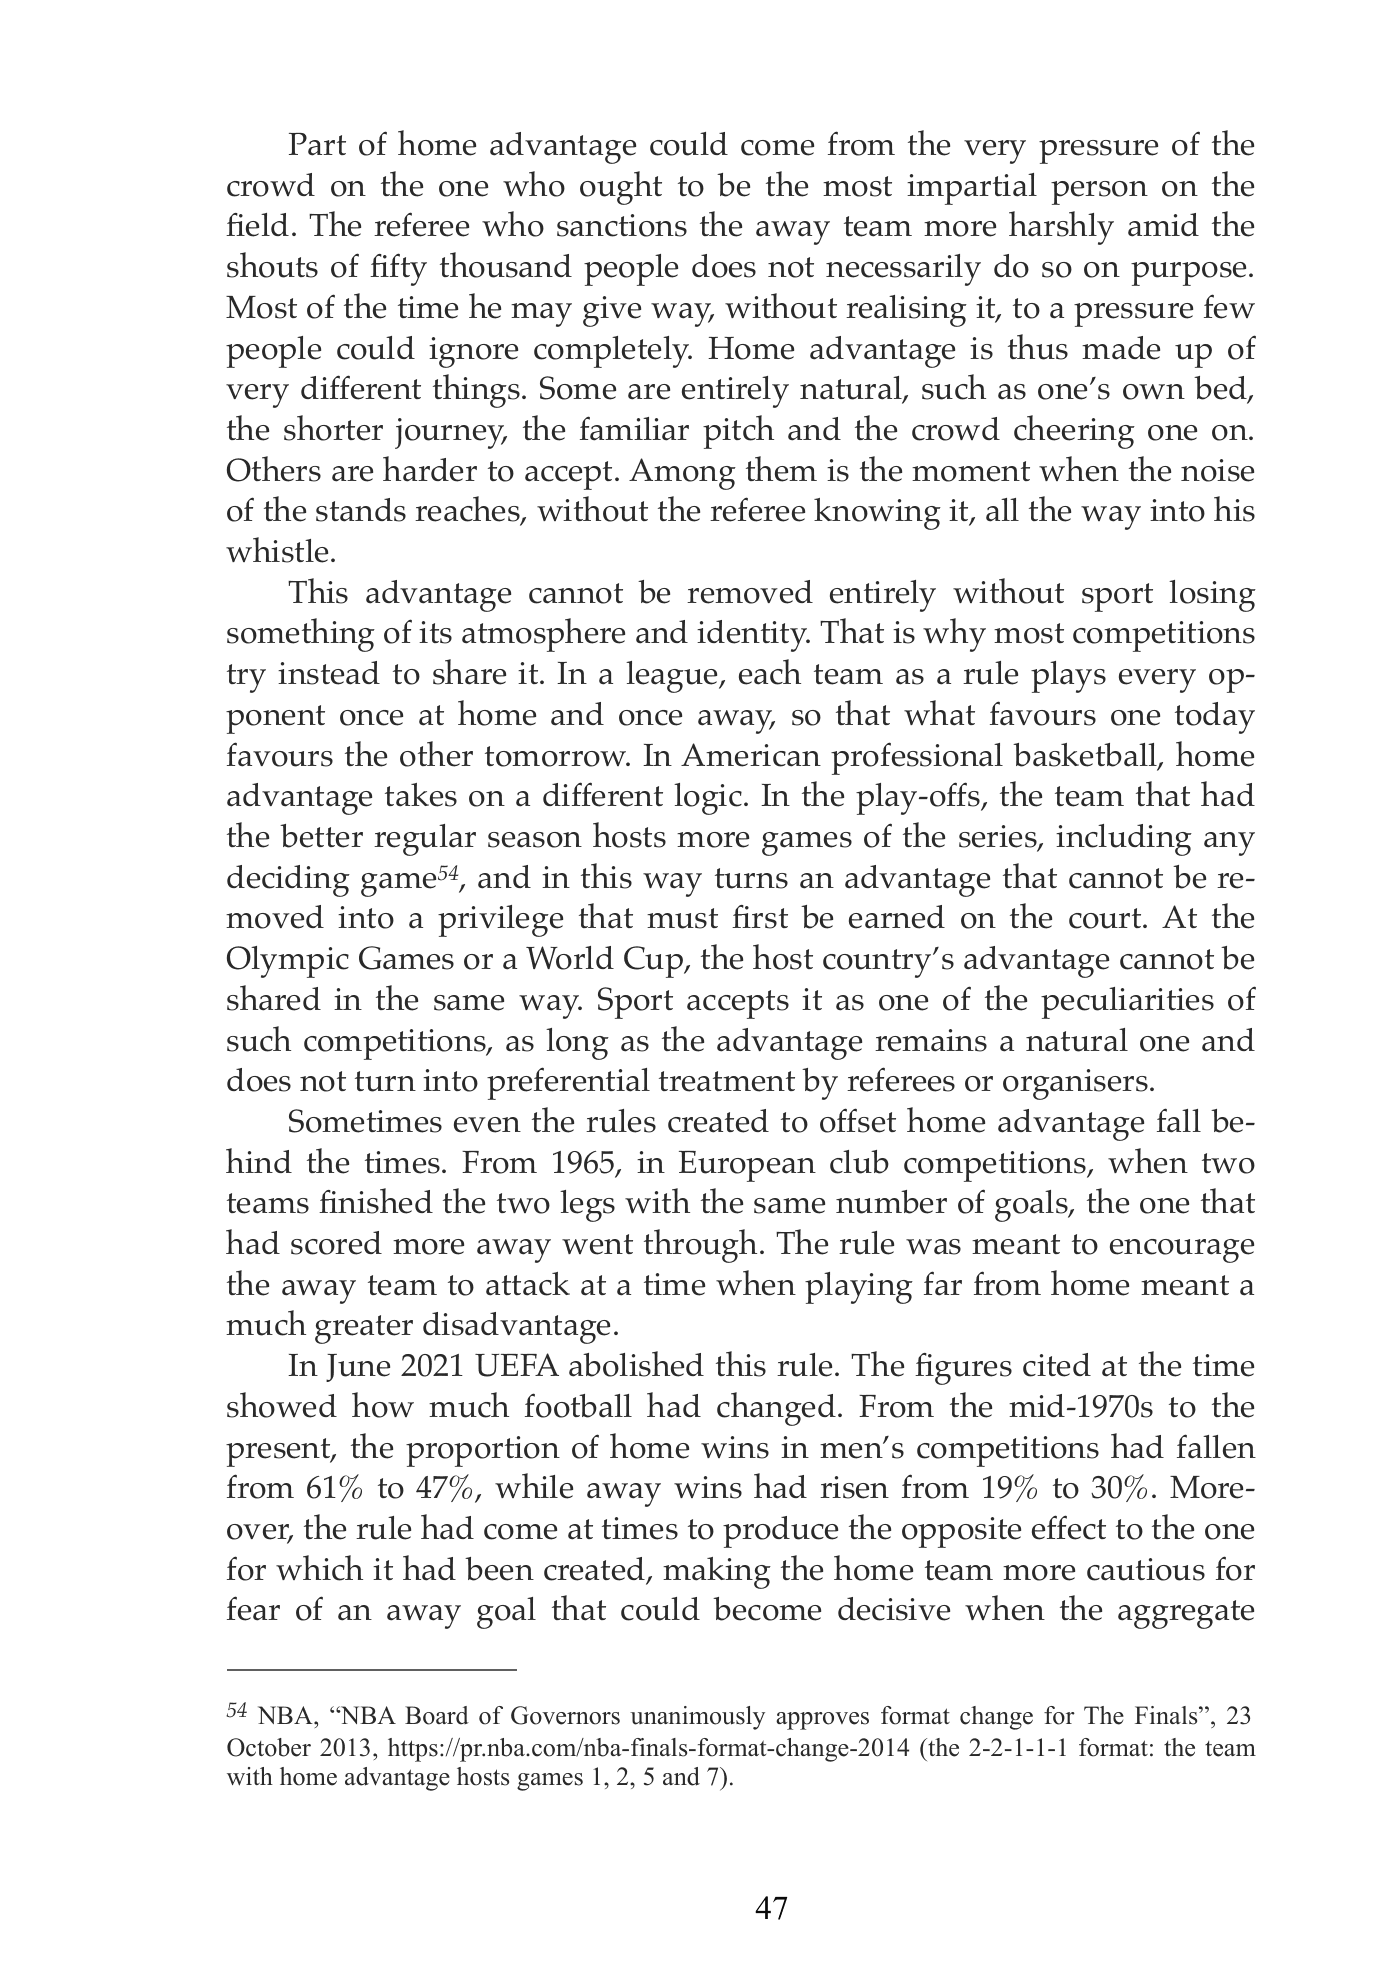 Part of home advantage could come from the very pressure of the
crowd on the one who ought to be the most impartial person on the
field. The referee who sanctions the away team more harshly amid the
shouts of fifty thousand people does not necessarily do so on purpose.
Most of the time he may give way, without realising it, to a pressure few
people could ignore completely. Home advantage is thus made up of
very different things. Some are entirely natural, such as one’s own bed,
the shorter journey, the familiar pitch and the crowd cheering one on.
Others are harder to accept. Among them is the moment when the noise
of the stands reaches, without the referee knowing it, all the way into his
whistle.
This advantage cannot be removed entirely without sport losing
something of its atmosphere and identity. That is why most competitions
try instead to share it. In a league, each team as a rule plays every op-
ponent once at home and once away, so that what favours one today
favours the other tomorrow. In American professional basketball, home
advantage takes on a different logic. In the play-offs, the team that had
the better regular season hosts more games of the series, including any
deciding game54, and in this way turns an advantage that cannot be re-
moved into a privilege that must first be earned on the court. At the
Olympic Games or a World Cup, the host country’s advantage cannot be
shared in the same way. Sport accepts it as one of the peculiarities of
such competitions, as long as the advantage remains a natural one and
does not turn into preferential treatment by referees or organisers.
Sometimes even the rules created to offset home advantage fall be-
hind the times. From 1965, in European club competitions, when two
teams finished the two legs with the same number of goals, the one that
had scored more away went through. The rule was meant to encourage
the away team to attack at a time when playing far from home meant a
much greater disadvantage.
In June 2021 UEFA abolished this rule. The figures cited at the time
showed how much football had changed. From the mid-1970s to the
present, the proportion of home wins in men’s competitions had fallen
from 61% to 47%, while away wins had risen from 19% to 30%. More-
over, the rule had come at times to produce the opposite effect to the one
for which it had been created, making the home team more cautious for
fear of an away goal that could become decisive when the aggregate
54 NBA, “NBA Board of Governors unanimously approves format change for The Finals”, 23
October 2013, https://pr.nba.com/nba-finals-format-change-2014 (the 2-2-1-1-1 format: the team
with home advantage hosts games 1, 2, 5 and 7).
47